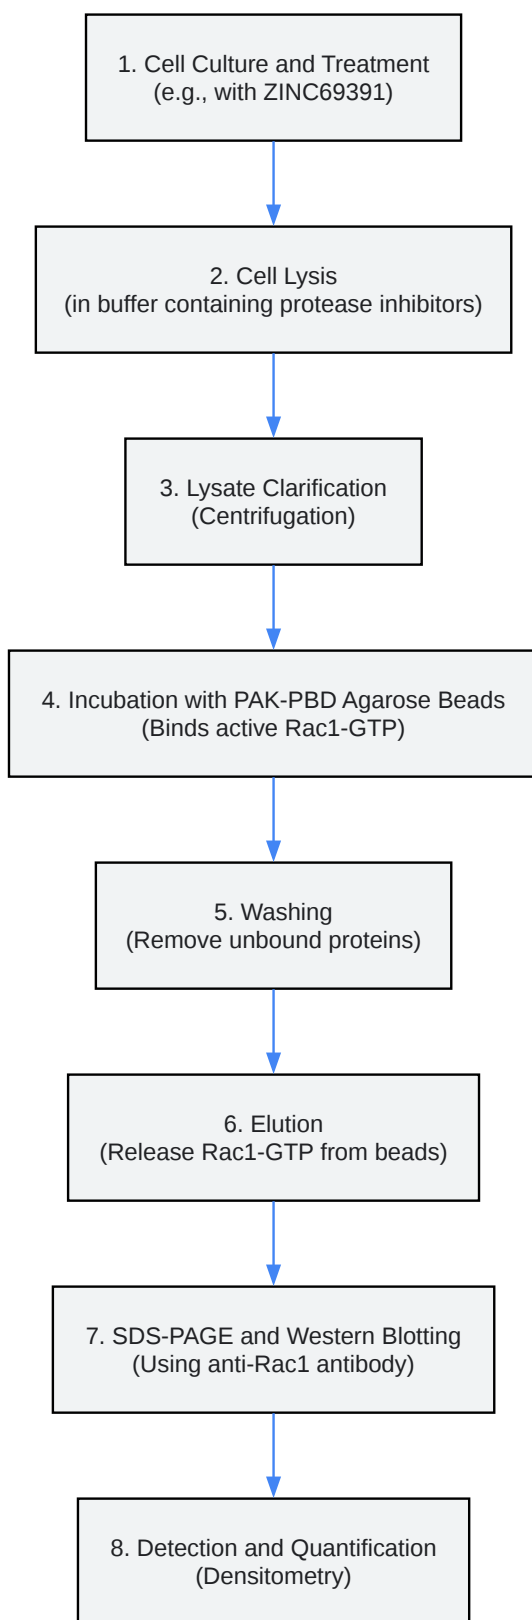 1. Cell Culture and Treatment
(e.g., with ZINC69391)
2. Cell Lysis
(in buffer containing protease inhibitors)
3. Lysate Clarification
(Centrifugation)
4. Incubation with PAK-PBD Agarose Beads
(Binds active Rac1-GTP)
5. Washing
(Remove unbound proteins)
6. Elution
(Release Rac1-GTP from beads)
7. SDS-PAGE and Western Blotting
(Using anti-Rac1 antibody)
8. Detection and Quantification
(Densitometry)